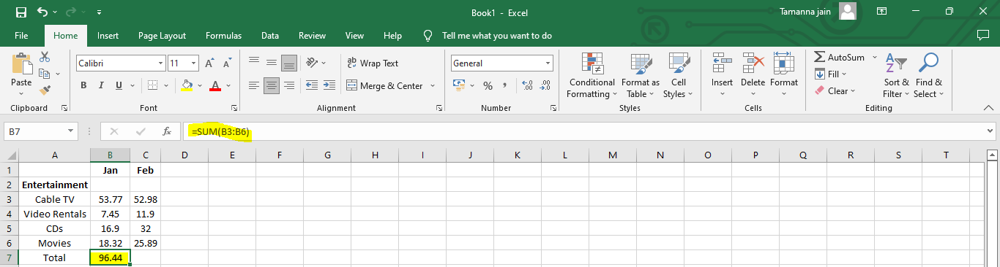 Book1 - Excel
Tamanna jain
File Home Insert Page Layout Formulas Data Review View Help Tell me what you want to do
Calibri 11 A A ab Wrap Text General AutoSum A
Paste Conditional Format as Cell Insert Delete Format Fill Z Sort & Find &
B I U A Merge & Center % , .0 .00 Formatting Table Styles Clear Filter Select
Clipboard Font Alignment Number Styles Cells Editing
B7 fx =SUM(B3:B6)
A B C D E F G H I J K L M N O P Q R S T
1 Jan Feb
2 Entertainment
3 Cable TV 53.77 52.98
4 Video Rentals 7.45 11.9
5 CDs 16.9 32
6 Movies 18.32 25.89
7 Total 96.44